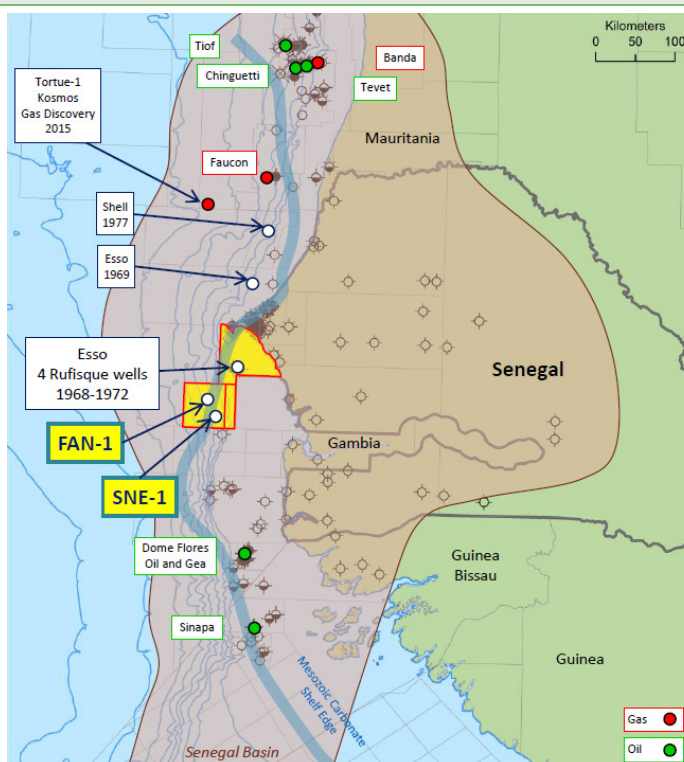 Kilometers
0 50 100
Tiof
Chinguetti
Banda
Tevet
Tortue-1
Kosmos
Gas Discovery
2015
Mauritania
Faucon
Shell
1977
Esso
1969
Esso
4 Rufisque wells
1968-1972
Senegal
FAN-1
Gambia
SNE-1
Dome Flores
Oil and Gea
Guinea
Bissau
Sinapa
Guinea
Mesozoic Carbonate
Shelf Edge
Gas
Oil
Senegal Basin